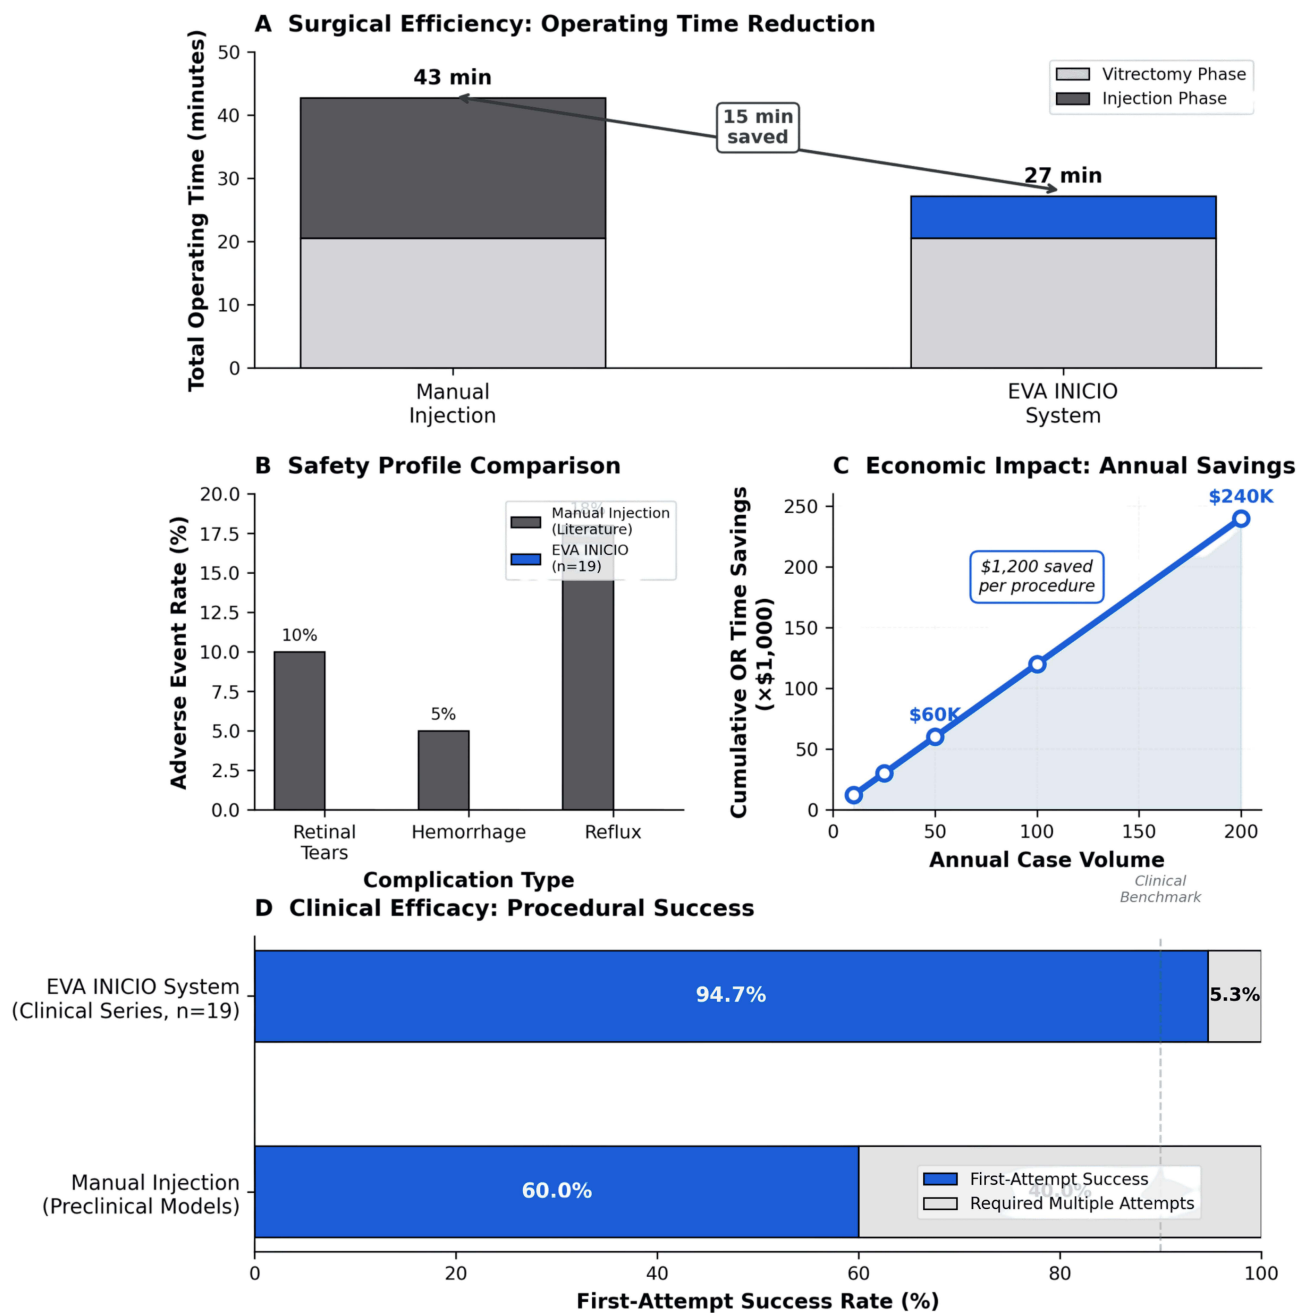 A  Surgical Efficiency: Operating Time Reduction
Total Operating Time (minutes)
50
40
30
20
10
0
43 min
15 min
saved
27 min
Vitrectomy Phase
Injection Phase
Manual
Injection
EVA INICIO
System
B  Safety Profile Comparison
Adverse Event Rate (%)
20.0
17.5
15.0
12.5
10.0
7.5
5.0
2.5
0.0
10%
5%
18%
Manual Injection
(Literature)
EVA INICIO
(n=19)
Retinal
Tears
Hemorrhage
Reflux
Complication Type
C  Economic Impact: Annual Savings
Cumulative OR Time Savings
(×$1,000)
250
200
150
100
50
0
$240K
$1,200 saved
per procedure
$60K
0
50
100
150
200
Annual Case Volume
Clinical
Benchmark
D  Clinical Efficacy: Procedural Success
EVA INICIO System
(Clinical Series, n=19)
94.7%
5.3%
Manual Injection
(Preclinical Models)
60.0%
40.0%
First-Attempt Success
Required Multiple Attempts
0
20
40
60
80
100
First-Attempt Success Rate (%)